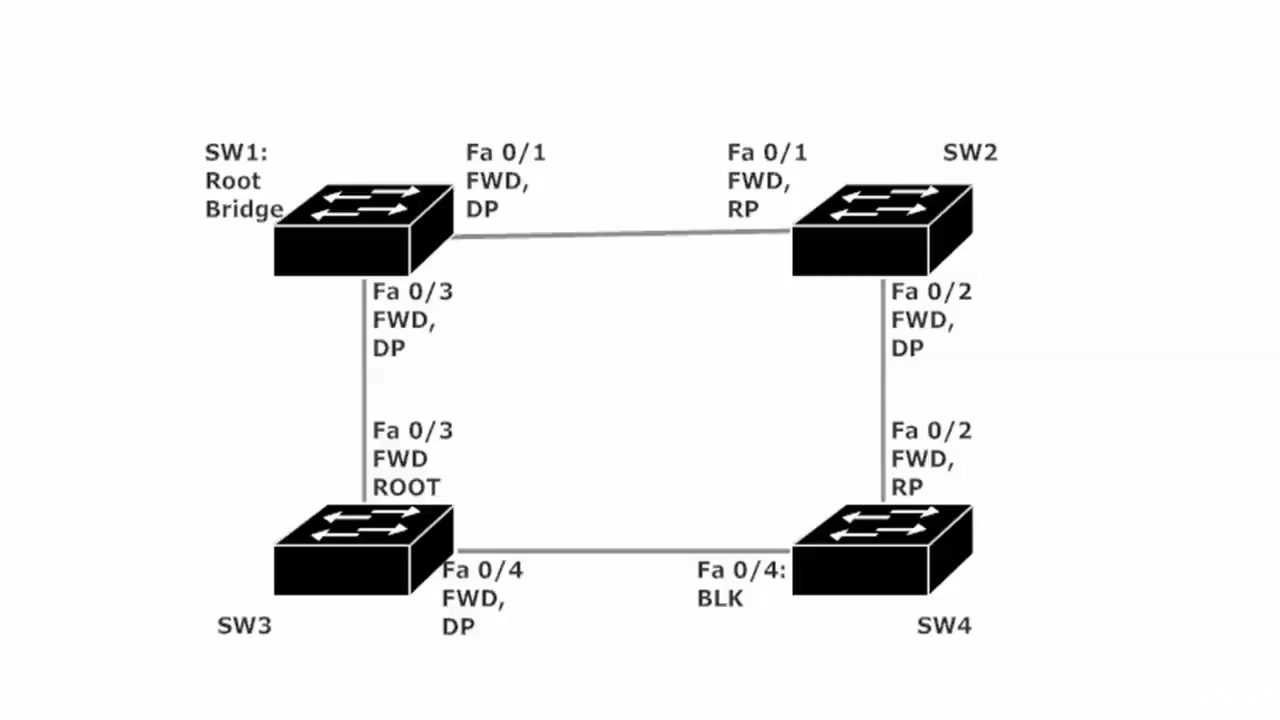 SW1:
Root
Bridge
Fa 0/1
FWD,
DP
Fa 0/1
FWD,
RP
SW2
Fa 0/3
FWD,
DP
Fa 0/2
FWD,
DP
Fa 0/3
FWD
ROOT
Fa 0/2
FWD,
RP
Fa 0/4
FWD,
DP
Fa 0/4:
BLK
SW3
SW4